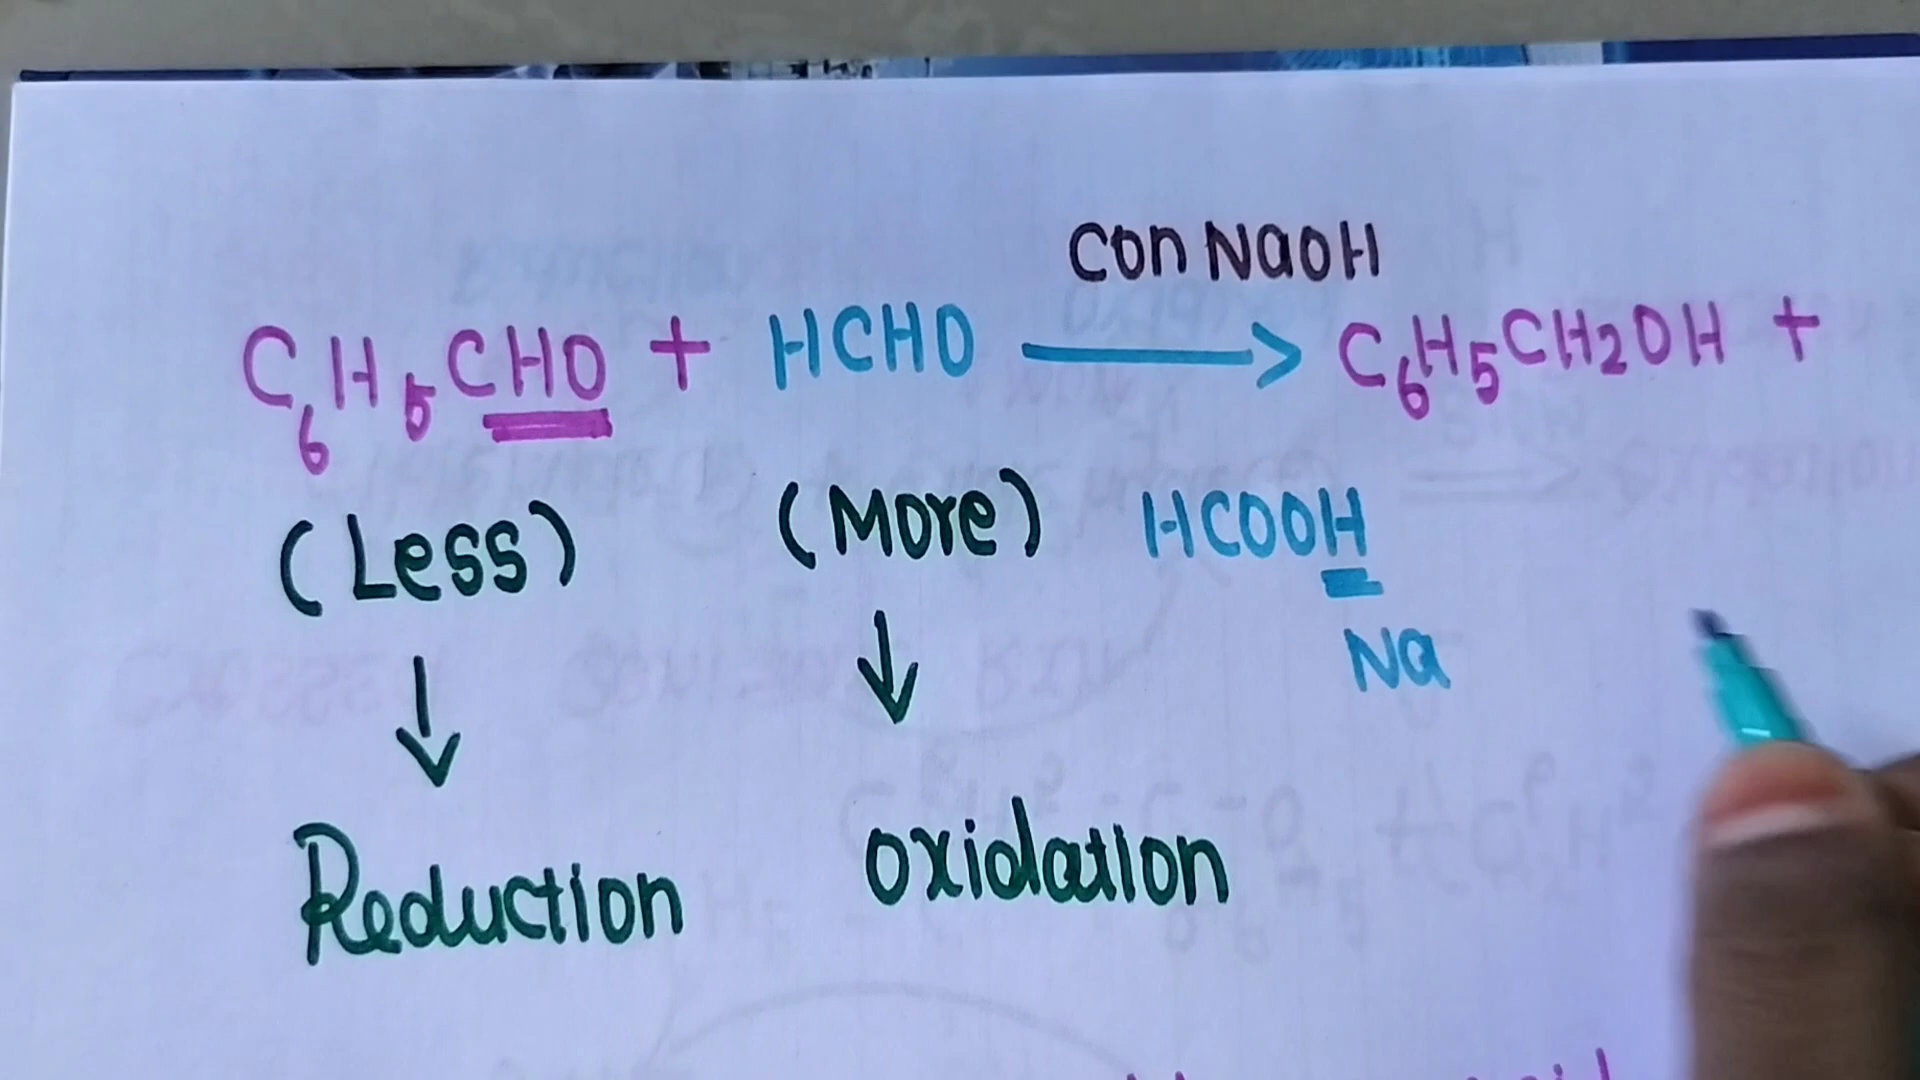 Con NaOH
C6H5CHO + HCHO → C6H5CH2OH +
(Less) (More) HCOOH
Na
Reduction oxidation